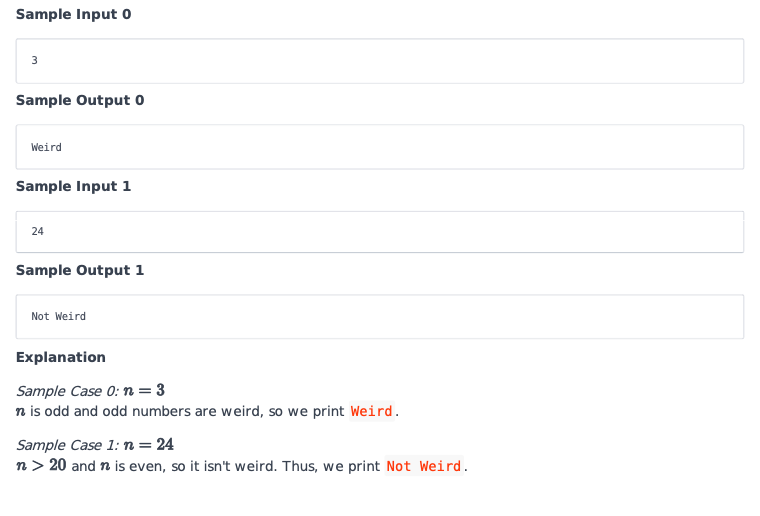 Sample Input 0
3
Sample Output 0
Weird
Sample Input 1
24
Sample Output 1
Not Weird
Explanation
Sample Case 0: n = 3
n is odd and odd numbers are weird, so we print Weird.
Sample Case 1: n = 24
n > 20 and n is even, so it isn't weird. Thus, we print Not Weird.